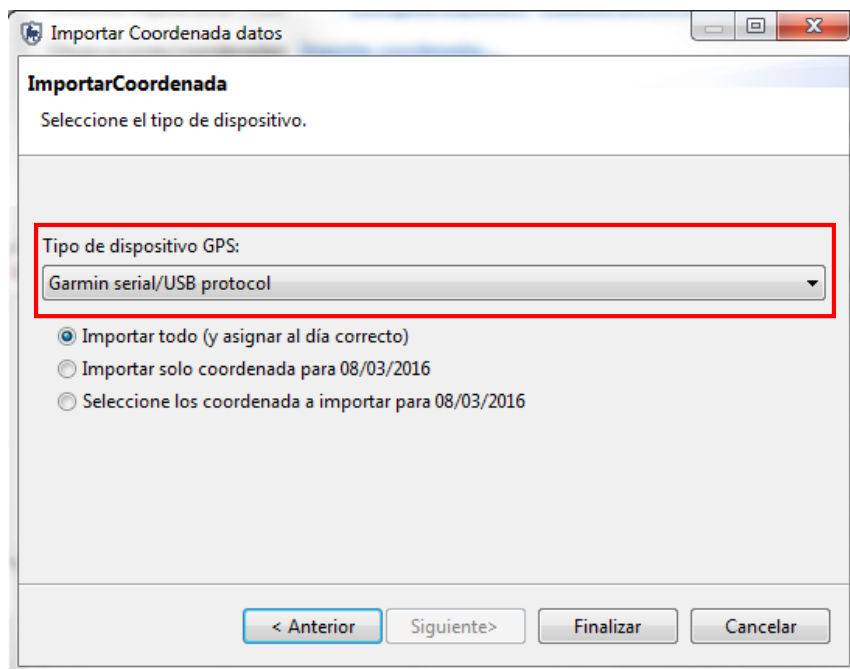 Importar Coordenada datos
ImportarCoordenada
Seleccione el tipo de dispositivo.
Tipo de dispositivo GPS:
Garmin serial/USB protocol
Importar todo (y asignar al día correcto)
Importar solo coordenada para 08/03/2016
Seleccione los coordenada a importar para 08/03/2016
< Anterior Siguiente> Finalizar Cancelar